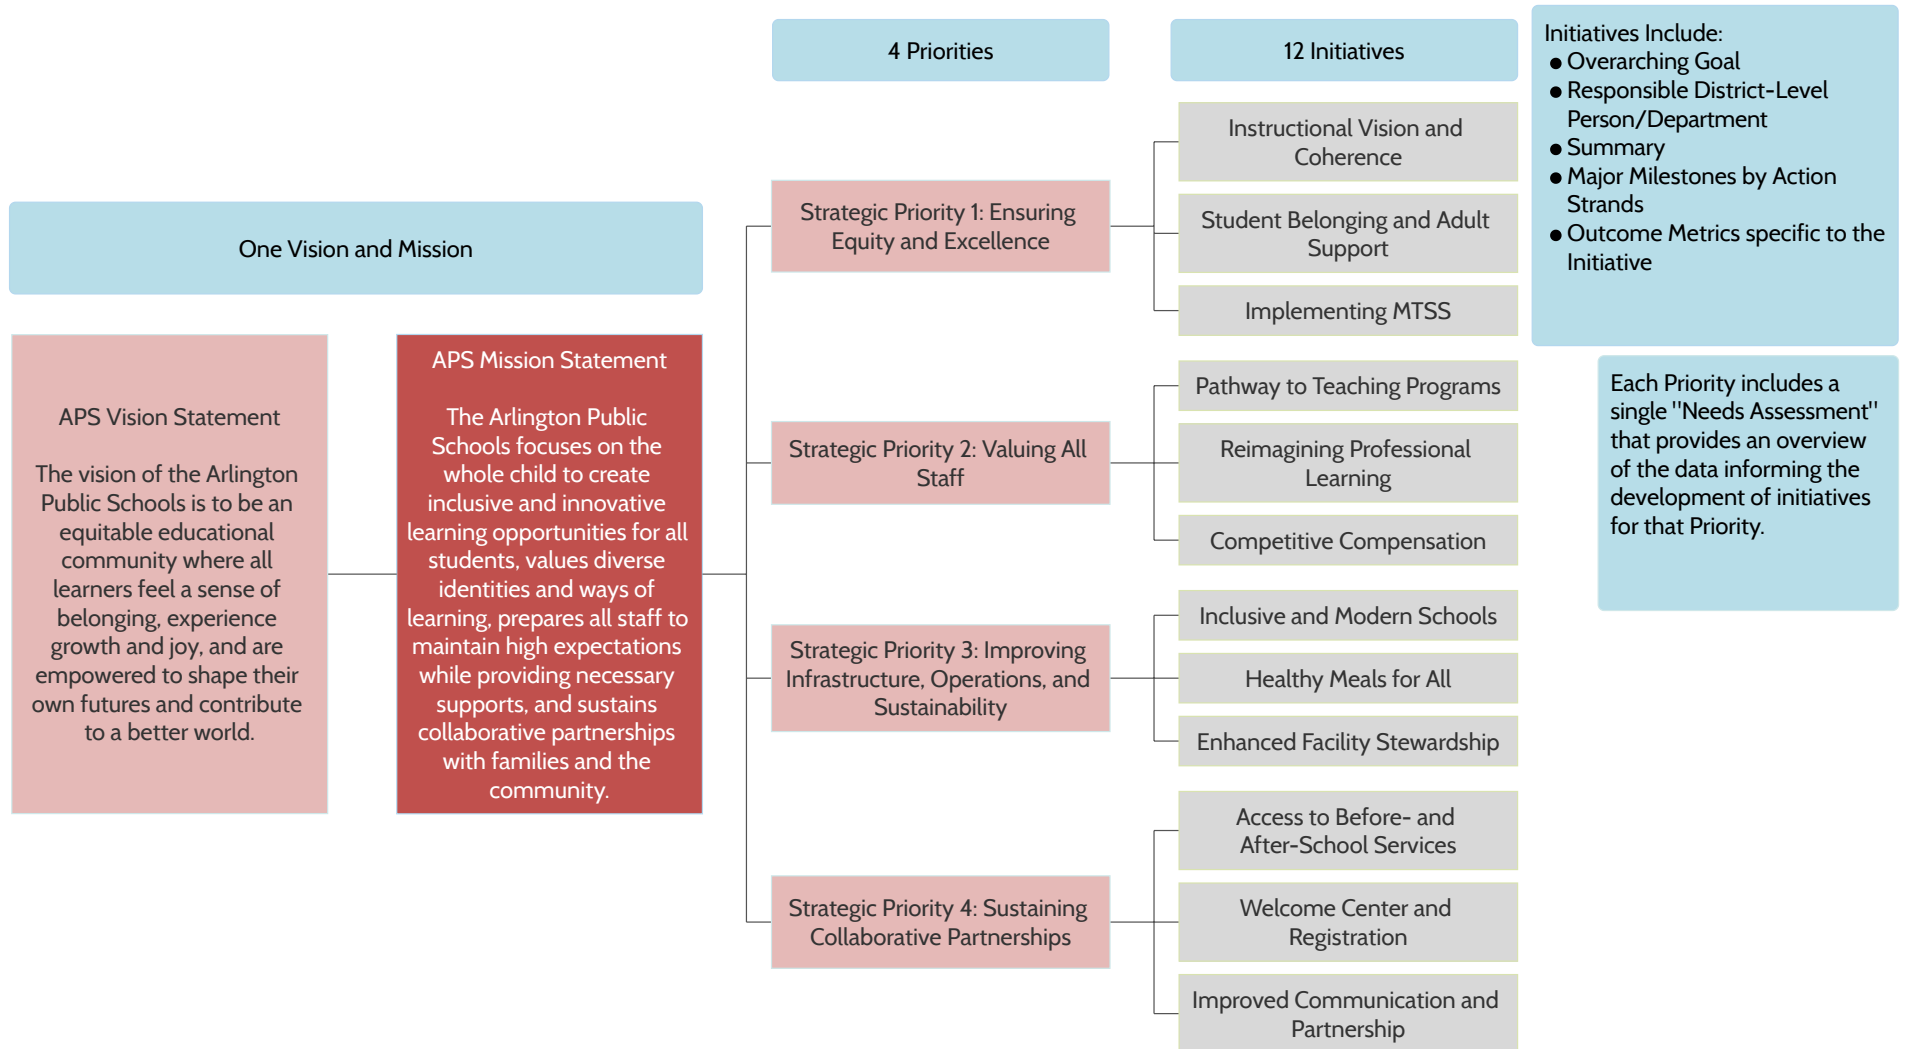 4 Priorities
12 Initiatives
Initiatives Include:
● Overarching Goal
● Responsible District-Level
Person/Department
● Summary
● Major Milestones by Action
Strands
● Outcome Metrics specific to the
Initiative
One Vision and Mission
APS Vision Statement
The vision of the Arlington
Public Schools is to be an
equitable educational
community where all
learners feel a sense of
belonging, experience
growth and joy, and are
empowered to shape their
own futures and contribute
to a better world.
APS Mission Statement
The Arlington Public
Schools focuses on the
whole child to create
inclusive and innovative
learning opportunities for all
students, values diverse
identities and ways of
learning, prepares all staff to
maintain high expectations
while providing necessary
supports, and sustains
collaborative partnerships
with families and the
community.
Strategic Priority 1: Ensuring
Equity and Excellence
Instructional Vision and
Coherence
Student Belonging and Adult
Support
Implementing MTSS
Strategic Priority 2: Valuing All
Staff
Pathway to Teaching Programs
Reimagining Professional
Learning
Competitive Compensation
Strategic Priority 3: Improving
Infrastructure, Operations, and
Sustainability
Inclusive and Modern Schools
Healthy Meals for All
Enhanced Facility Stewardship
Strategic Priority 4: Sustaining
Collaborative Partnerships
Access to Before- and
After-School Services
Welcome Center and
Registration
Improved Communication and
Partnership
Each Priority includes a
single "Needs Assessment"
that provides an overview
of the data informing the
development of initiatives
for that Priority.